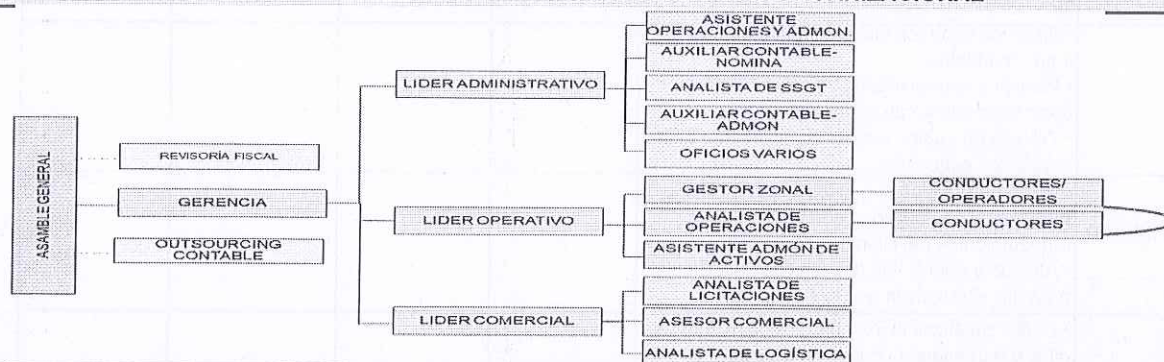 ASAMBLE GENERAL
REVISORÍA FISCAL
GERENCIA
OUTSOURCING
CONTABLE
LIDER ADMINISTRATIVO
LIDER OPERATIVO
LIDER COMERCIAL
ASISTENTE
OPERACIONES Y ADMON
AUXILIAR CONTABLE-
NOMINA
ANALISTA DE SSGT
AUXILIAR CONTABLE-
ADMON
OFICIOS VARIOS
GESTOR ZONAL
ANALISTA DE
OPERACIONES
ASISTENTE ADMÓN DE
ACTIVOS
ANALISTA DE
LICITACIONES
ASESOR COMERCIAL
ANALISTA DE LOGÍSTICA
CONDUCTORES/
OPERADORES
CONDUCTORES